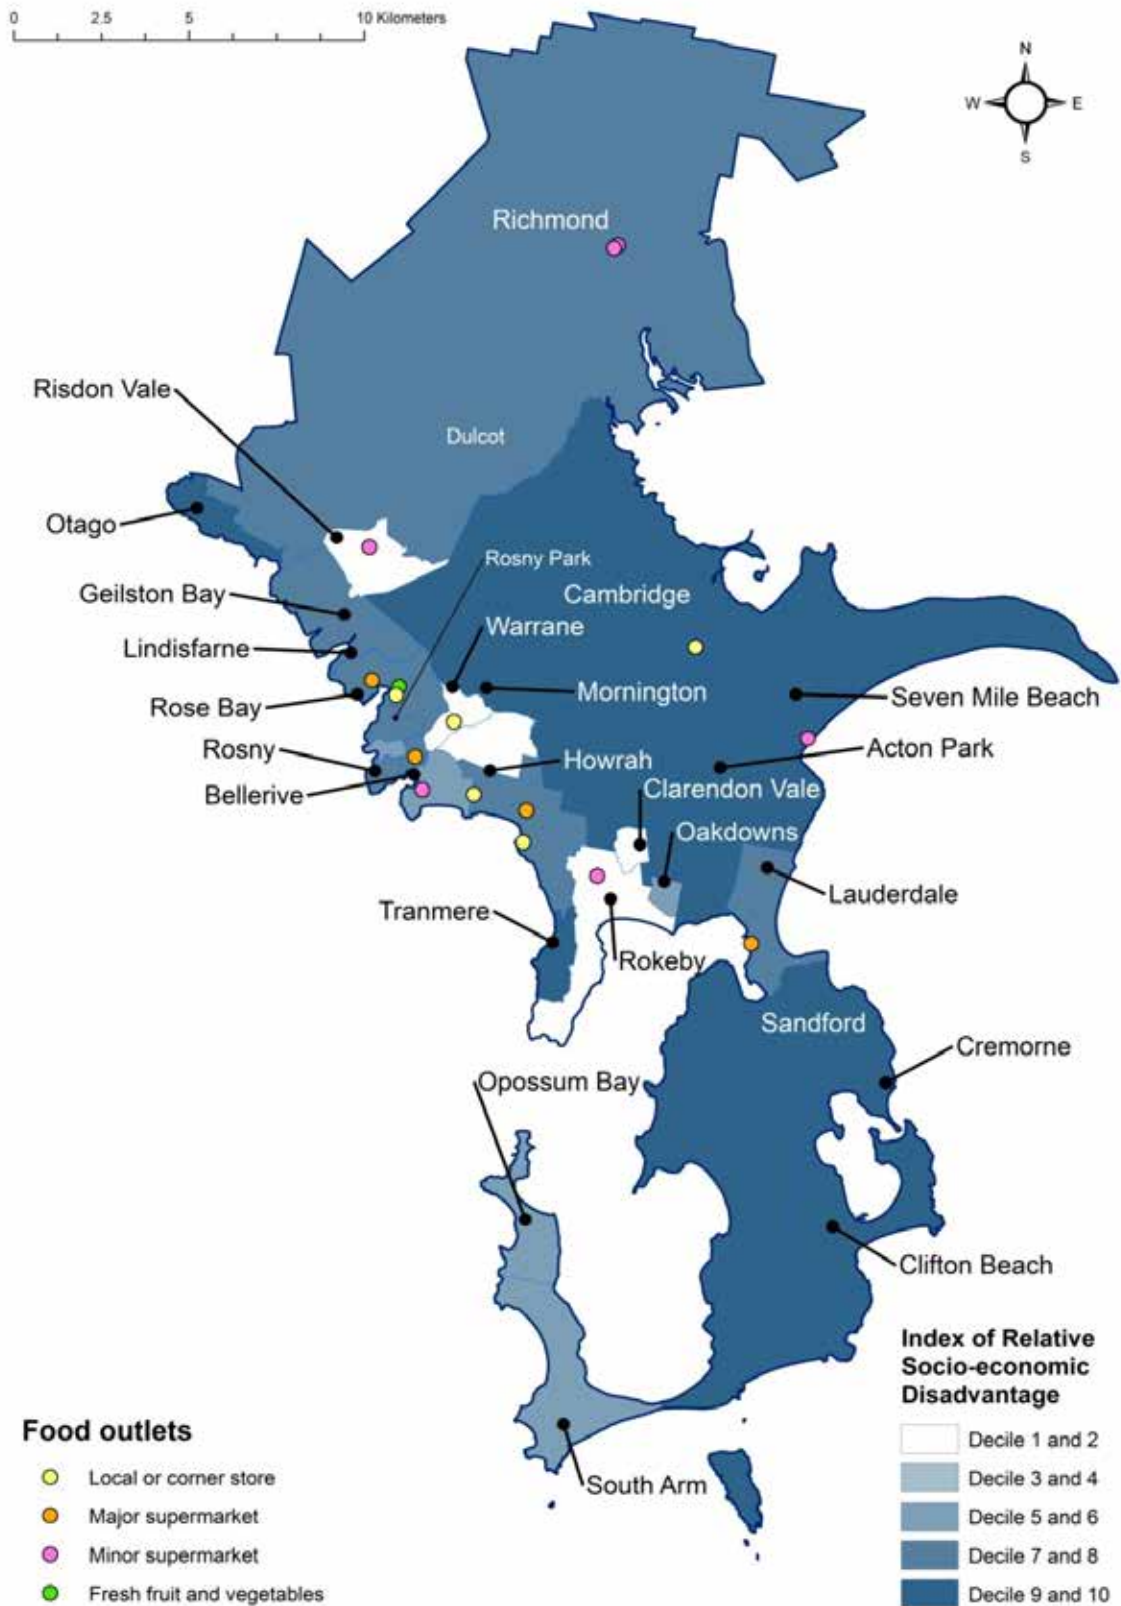 0 2.5 5 10 Kilometers
N
W E
S
Richmond
Risdon Vale
Dulcot
Otago
Rosny Park
Geilston Bay
Cambridge
Warrane
Lindisfarne
Mornington
Seven Mile Beach
Rose Bay
Acton Park
Rosny
Howrah
Bellerive
Clarendon Vale
Oakdowns
Lauderdale
Tranmere
Rokeby
Sandford
Cremorne
Opossum Bay
Clifton Beach
South Arm
Food outlets
Local or corner store
Major supermarket
Minor supermarket
Fresh fruit and vegetables
Index of Relative
Socio-economic
Disadvantage
Decile 1 and 2
Decile 3 and 4
Decile 5 and 6
Decile 7 and 8
Decile 9 and 10